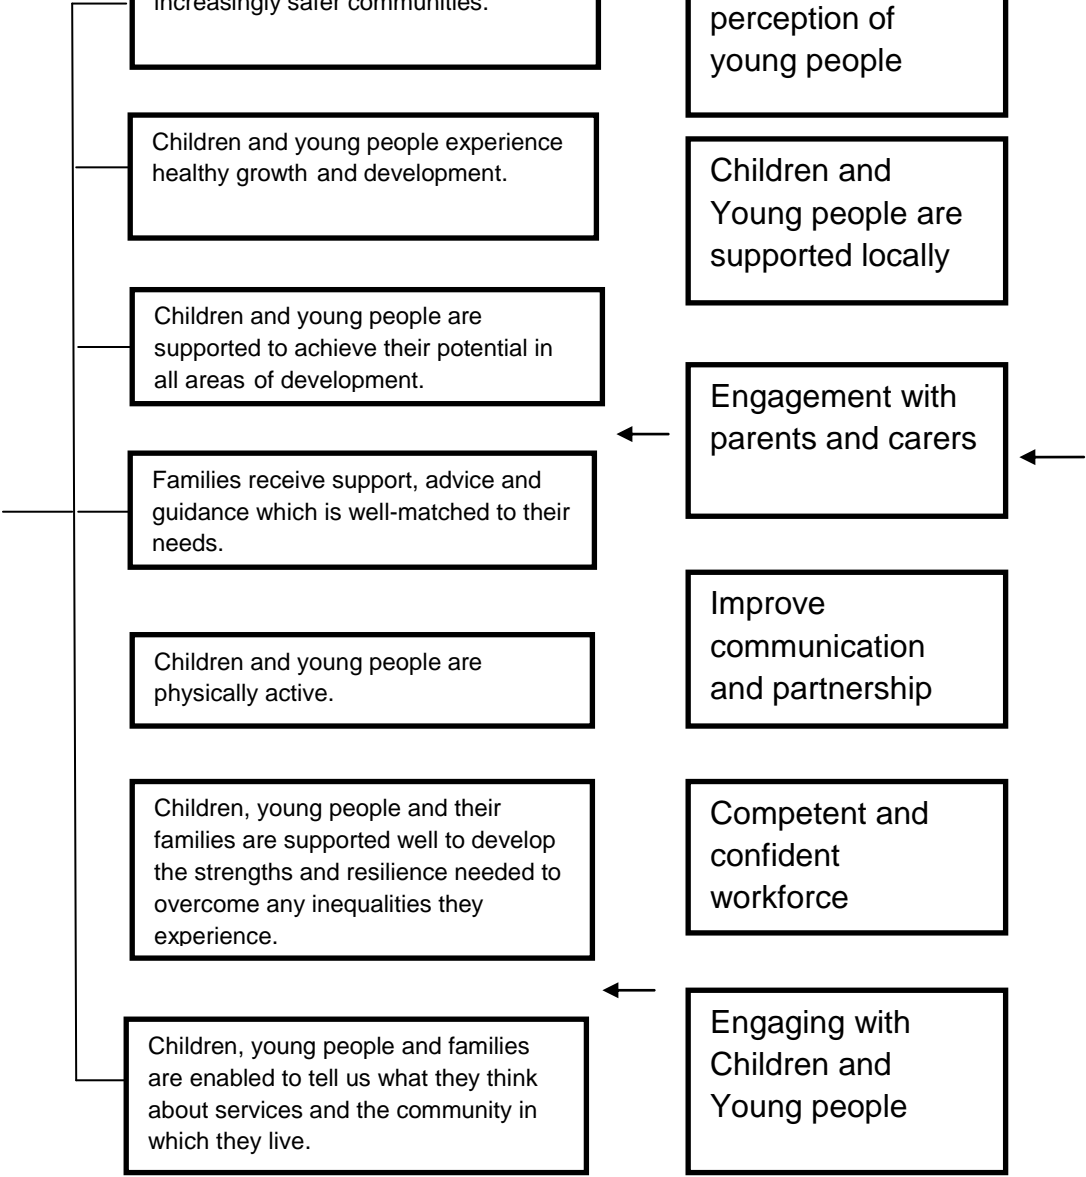 increasingly safer communities.
Children and young people experience
healthy growth and development.
Children and young people are
supported to achieve their potential in
all areas of development.
Families receive support, advice and
guidance which is well-matched to their
needs.
Children and young people are
physically active.
Children, young people and their
families are supported well to develop
the strengths and resilience needed to
overcome any inequalities they
experience.
Children, young people and families
are enabled to tell us what they think
about services and the community in
which they live.
perception of
young people
Children and
Young people are
supported locally
Engagement with
parents and carers
Improve
communication
and partnership
Competent and
confident
workforce
Engaging with
Children and
Young people